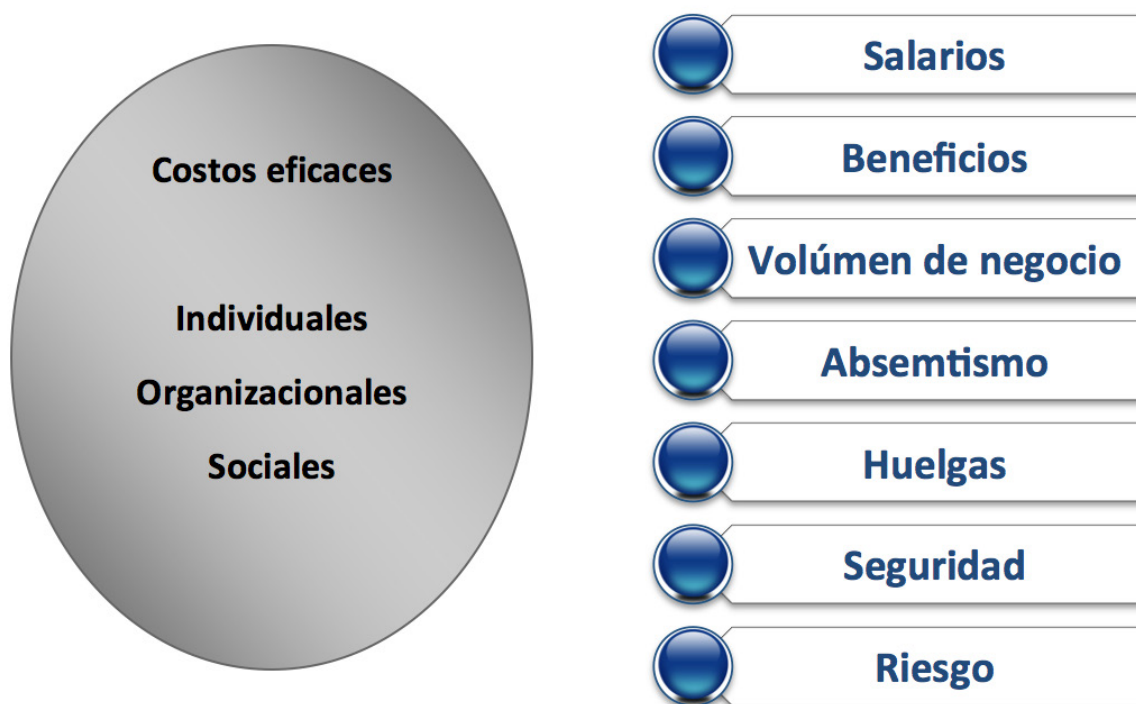 Costos eficaces
Individuales
Organizacionales
Sociales
Salarios
Beneficios
Volúmen de negocio
Absemtismo
Huelgas
Seguridad
Riesgo